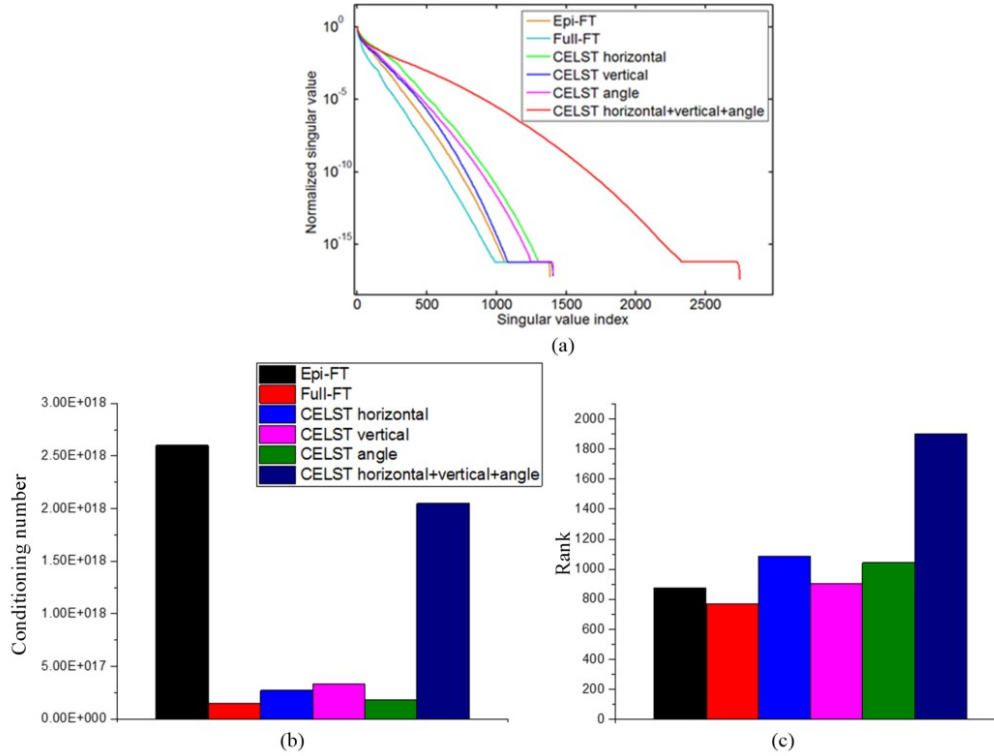 10^0
10^-5
10^-10
10^-15
Normalized singular value
Epi-FT
Full-FT
CELST horizontal
CELST vertical
CELST angle
CELST horizontal+vertical+angle
0 500 1000 1500 2000 2500
Singular value index
(a)
Epi-FT
Full-FT
CELST horizontal
CELST vertical
CELST angle
CELST horizontal+vertical+angle
3.00E+018
2.50E+018
2.00E+018
1.50E+018
1.00E+018
5.00E+017
0.00E+000
Conditioning number
(b)
2000
1800
1600
1400
1200
1000
800
600
400
200
0
Rank
(c)